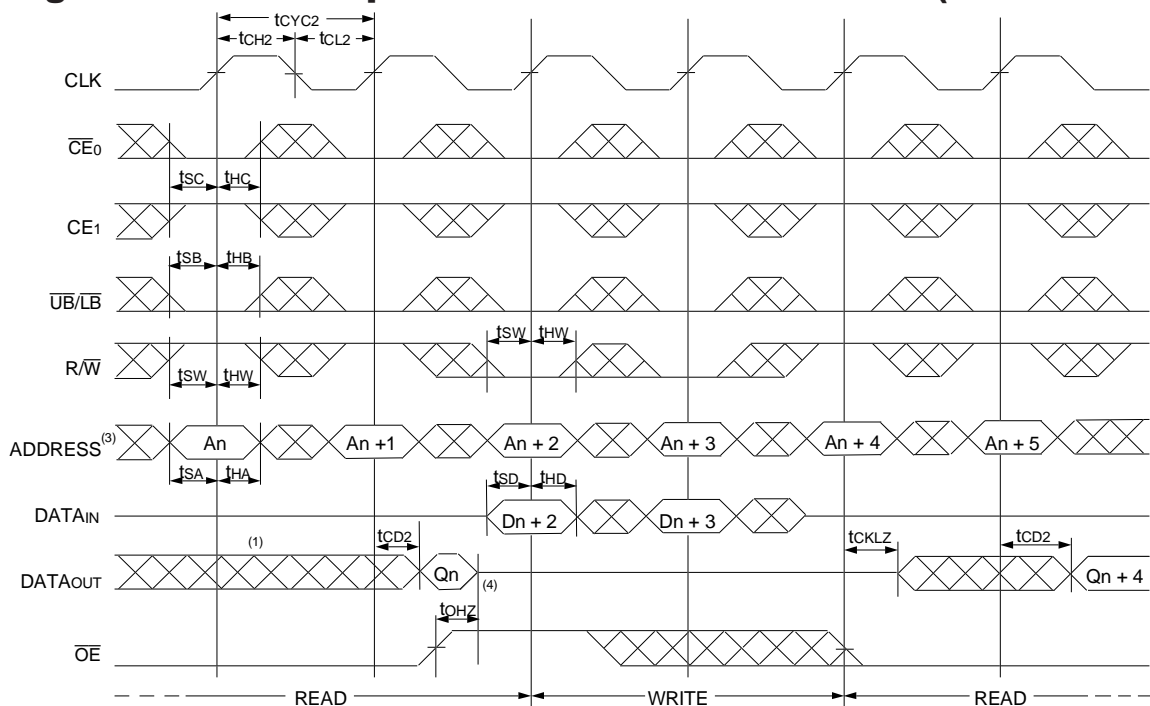 tCYC2
tCH2 tCL2
CLK
CE0
tSC tHC
CE1
tSB tHB
UB/LB
tSW tHW
R/W
tSW tHW
ADDRESS(3) An An +1 An + 2 An + 3 An + 4 An + 5
tSA tHA
tSD tHD
DATAIN Dn + 2 Dn + 3
tCD2 tCKLZ tCD2
(1)
DATAOUT Qn (4) Qn + 4
tOHZ
OE
READ WRITE READ